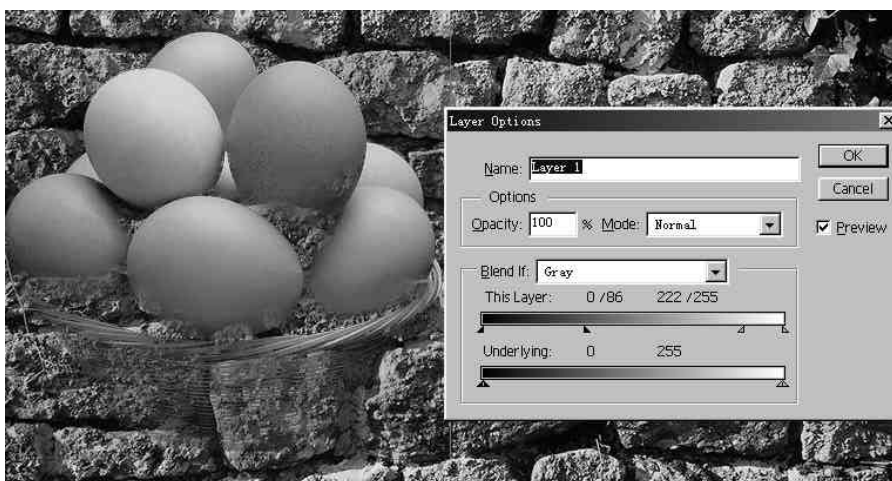 Layer Options
Name: Layer 1
OK
Cancel
Preview
Options
Opacity: 100 % Mode: Normal
Blend If: Gray
This Layer: 0 /86 222 /255
Underlying: 0 255